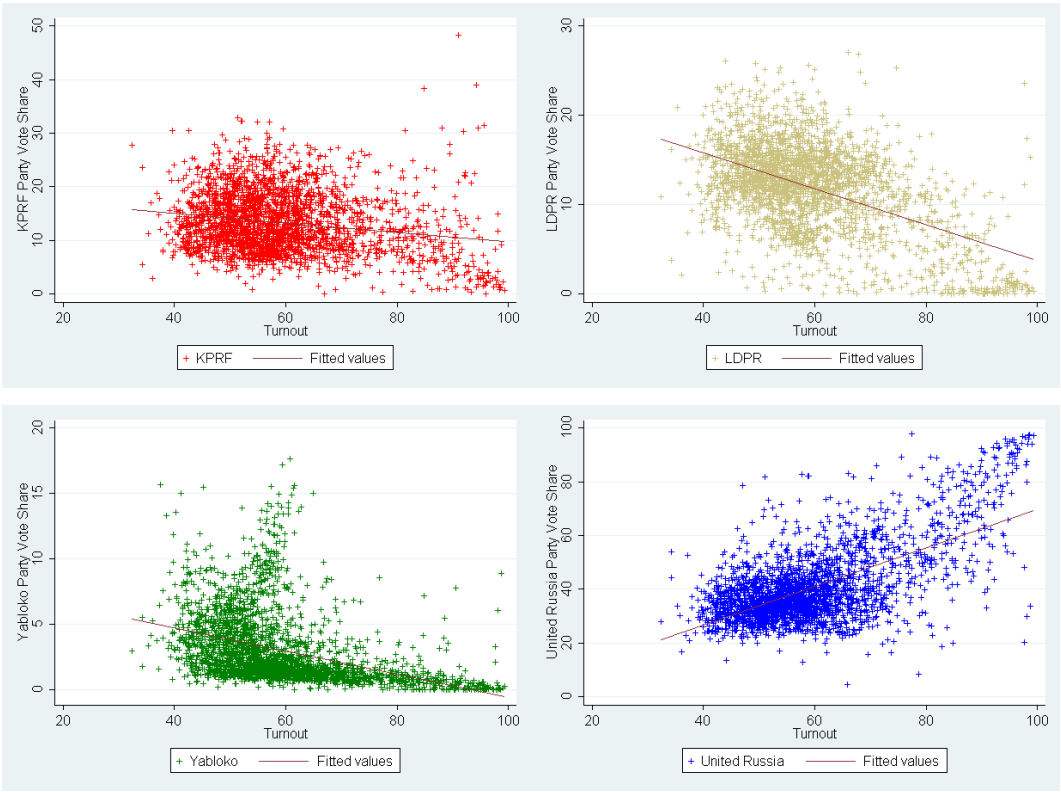 KPRF Party Vote Share
50
40
30
20
10
0
20 40 60 80 100
Turnout
KPRF Fitted values
LDPR Party Vote Share
30
20
10
0
20 40 60 80 100
Turnout
LDPR Fitted values
Yabloko Party Vote Share
20
15
10
5
0
20 40 60 80 100
Turnout
Yabloko Fitted values
United Russia Party Vote Share
100
80
60
40
20
0
20 40 60 80 100
Turnout
United Russia Fitted values